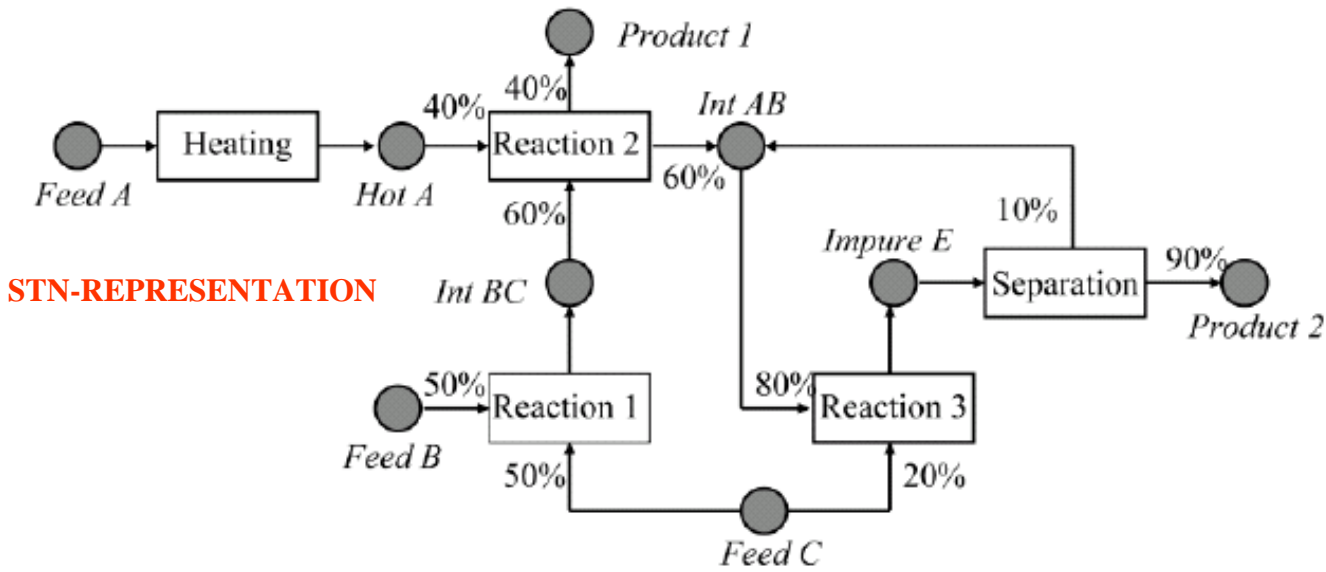 Product 1
40%
40%
Int AB
Heating
Reaction 2
60%
Feed A
Hot A
60%
10%
Impure E
90%
STN-REPRESENTATION
Int BC
Separation
Product 2
50%
80%
Reaction 1
Reaction 3
Feed B
50%
20%
Feed C